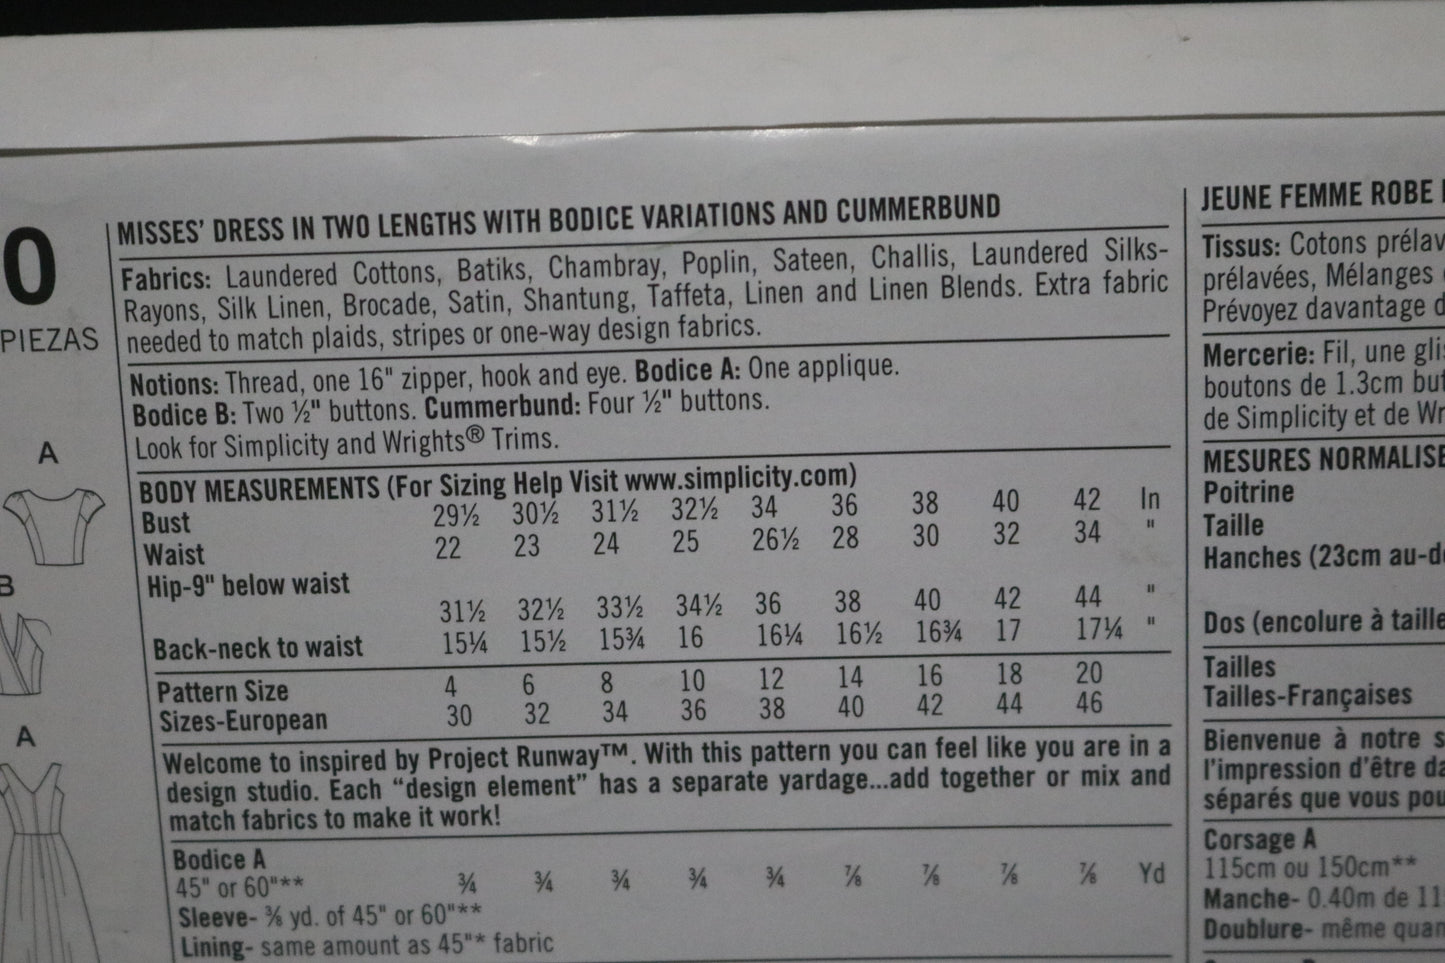 0
PIEZAS
A
B
A
MISSES' DRESS IN TWO LENGTHS WITH BODICE VARIATIONS AND CUMMERBUND
Fabrics: Laundered Cottons, Batiks, Chambray, Poplin, Sateen, Challis, Laundered Silks-
Rayons, Silk Linen, Brocade, Satin, Shantung, Taffeta, Linen and Linen Blends. Extra fabric
needed to match plaids, stripes or one-way design fabrics.
Notions: Thread, one 16" zipper, hook and eye. Bodice A: One applique.
Bodice B: Two ½" buttons. Cummerbund: Four ½" buttons.
Look for Simplicity and Wrights® Trims.
BODY MEASUREMENTS (For Sizing Help Visit www.simplicity.com)
Bust 29½ 30½ 31½ 32½ 34 36 38 40 42 In
Waist 22 23 24 25 26½ 28 30 32 34 "
Hip-9" below waist
31½ 32½ 33½ 34½ 36 38 40 42 44 "
Back-neck to waist 15¼ 15½ 15¾ 16 16¼ 16½ 16¾ 17 17¼ "
Pattern Size 4 6 8 10 12 14 16 18 20
Sizes-European 30 32 34 36 38 40 42 44 46
Welcome to inspired by Project Runway™. With this pattern you can feel like you are in a
design studio. Each “design element” has a separate yardage...add together or mix and
match fabrics to make it work!
Bodice A
45" or 60"** ¾ ¾ ¾ ¾ ¾ ⅞ ⅞ ⅞ ⅞ Yd
Sleeve- ⅜ yd. of 45" or 60"**
Lining- same amount as 45"* fabric
JEUNE FEMME ROBE
Tissus: Cotons prélav
prélavées, Mélanges
Prévoyez davantage d
Mercerie: Fil, une glis
boutons de 1.3cm but
de Simplicity et de Wr
MESURES NORMALISE
Poitrine
Taille
Hanches (23cm au-de
Dos (encolure à taille
Tailles
Tailles-Françaises
Bienvenue à notre s
l'impression d'être da
séparés que vous pou
Corsage A
115cm ou 150cm**
Manche- 0.40m de 11
Doublure- même quan